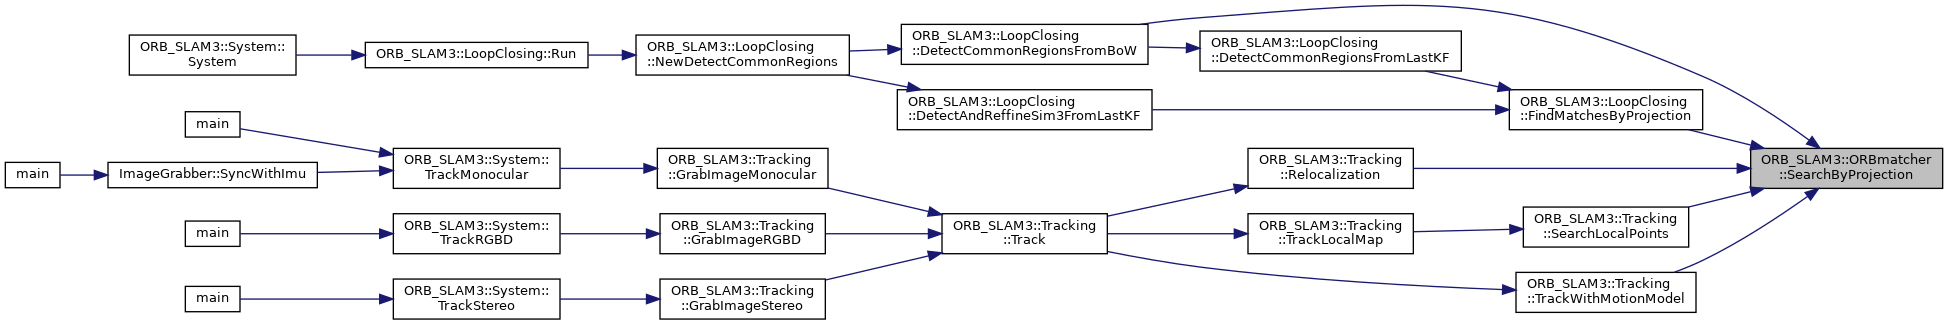 ORB_SLAM3::System::
System
ORB_SLAM3::LoopClosing::Run
ORB_SLAM3::LoopClosing
::NewDetectCommonRegions
ORB_SLAM3::LoopClosing
::DetectCommonRegionsFromBoW
ORB_SLAM3::LoopClosing
::DetectCommonRegionsFromLastKF
ORB_SLAM3::LoopClosing
::DetectAndReffineSim3FromLastKF
ORB_SLAM3::LoopClosing
::FindMatchesByProjection
main
main
ImageGrabber::SyncWithImu
ORB_SLAM3::System::
TrackMonocular
ORB_SLAM3::Tracking
::GrabImageMonocular
ORB_SLAM3::Tracking
::Relocalization
ORB_SLAM3::ORBmatcher
::SearchByProjection
main
ORB_SLAM3::System::
TrackRGBD
ORB_SLAM3::Tracking
::GrabImageRGBD
ORB_SLAM3::Tracking
::Track
ORB_SLAM3::Tracking
::TrackLocalMap
ORB_SLAM3::Tracking
::SearchLocalPoints
main
ORB_SLAM3::System::
TrackStereo
ORB_SLAM3::Tracking
::GrabImageStereo
ORB_SLAM3::Tracking
::TrackWithMotionModel